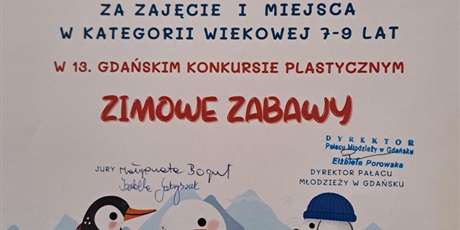 ZA ZAJĘCIE I MIEJSCA
W KATEGORII WIEKOWEJ 7-9 LAT
W 13. GDAŃSKIM KONKURSIE PLASTYCZNYM
ZIMOWE ZABAWY
JURY Małgorzata Bogut
Izabela
DYREKTOR
Pałacu Młodzieży w Gdańsku
Elżbieta Porowska
DYREKTOR PAŁACU
MŁODZIEŻY W GDAŃSKU